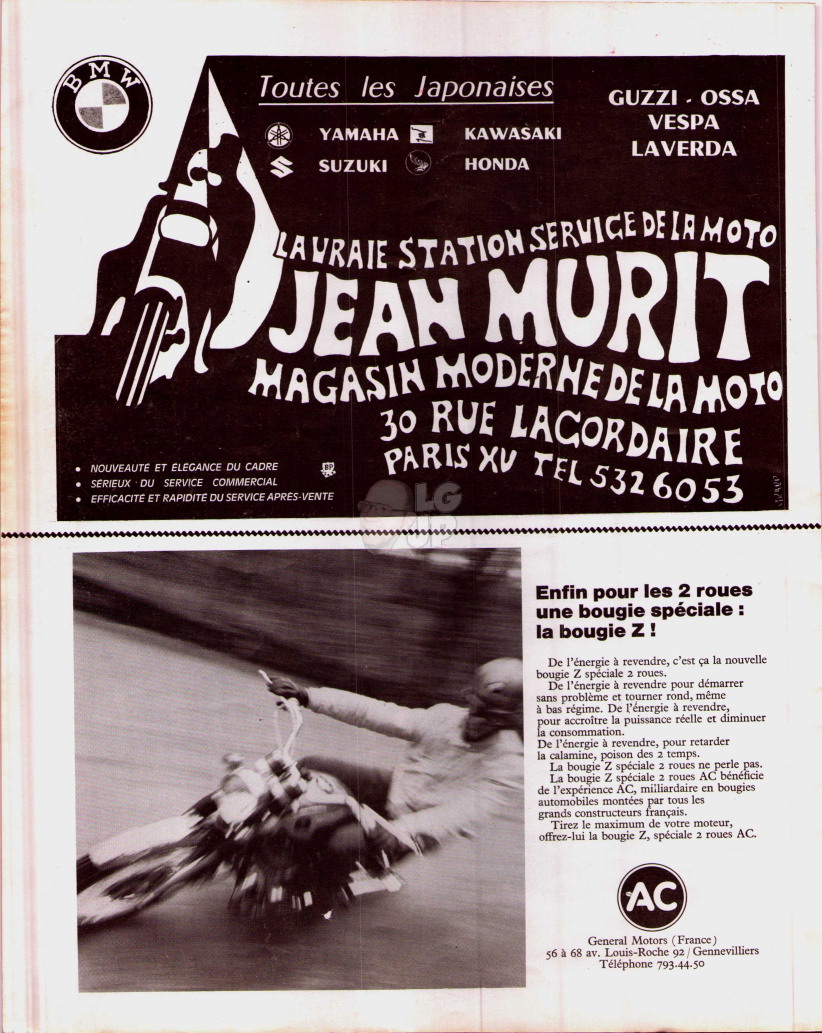 BMW
Toutes les Japonaises
YAMAHA KAWASAKI
SUZUKI HONDA
GUZZI - OSSA
VESPA
LAVERDA
LA VRAIE STATION SERVICE DE LA MOTO
JEAN MURIT
MAGASIN MODERNE DE LA MOTO
30 RUE LACORDAIRE
PARIS XV TEL 532 60 53
• NOUVEAUTÉ ET ÉLÉGANCE DU CADRE
• SÉRIEUX DU SERVICE COMMERCIAL
• EFFICACITÉ ET RAPIDITÉ DU SERVICE APRÈS-VENTE
BP
LG
UP
Enfin pour les 2 roues
une bougie spéciale :
la bougie Z !
De l'énergie à revendre, c'est ça la nouvelle
bougie Z spéciale 2 roues.
De l'énergie à revendre pour démarrer
sans problème et tourner rond, même
à bas régime. De l'énergie à revendre,
pour accroître la puissance réelle et diminuer
la consommation.
De l'énergie à revendre, pour retarder
la calamine, poison des 2 temps.
La bougie Z spéciale 2 roues ne perle pas.
La bougie Z spéciale 2 roues AC bénéficie
de l'expérience AC, milliardaire en bougies
automobiles montées par tous les
grands constructeurs français.
Tirez le maximum de votre moteur,
offrez-lui la bougie Z, spéciale 2 roues AC.
AC
General Motors (France)
56 à 68 av. Louis-Roche 92 / Gennevilliers
Téléphone 793.44.50